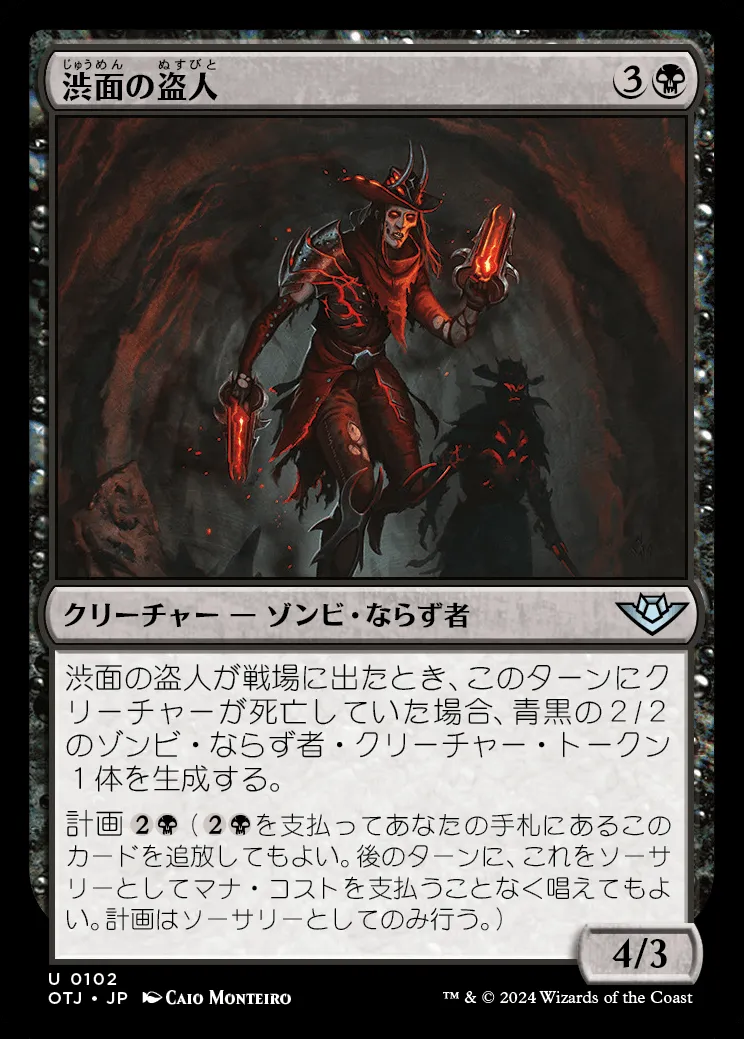 じゅうめん ぬすびと
渋面の盗人
3
クリーチャー — ゾンビ・ならず者
渋面の盗人が戦場に出たとき、このターンにク
リーチャーが死亡していた場合、青黒の2/2
のゾンビ・ならず者・クリーチャー・トークン
1体を生成する。
計画 2 ( 2 を支払ってあなたの手札にあるこの
カードを追放してもよい。後のターンに、これをソーサ
リーとしてマナ・コストを支払うことなく唱えてもよ
い。計画はソーサリーとしてのみ行う。)
4/3
U 0102
OTJ • JP CAIO MONTEIRO
™ & © 2024 Wizards of the Coast